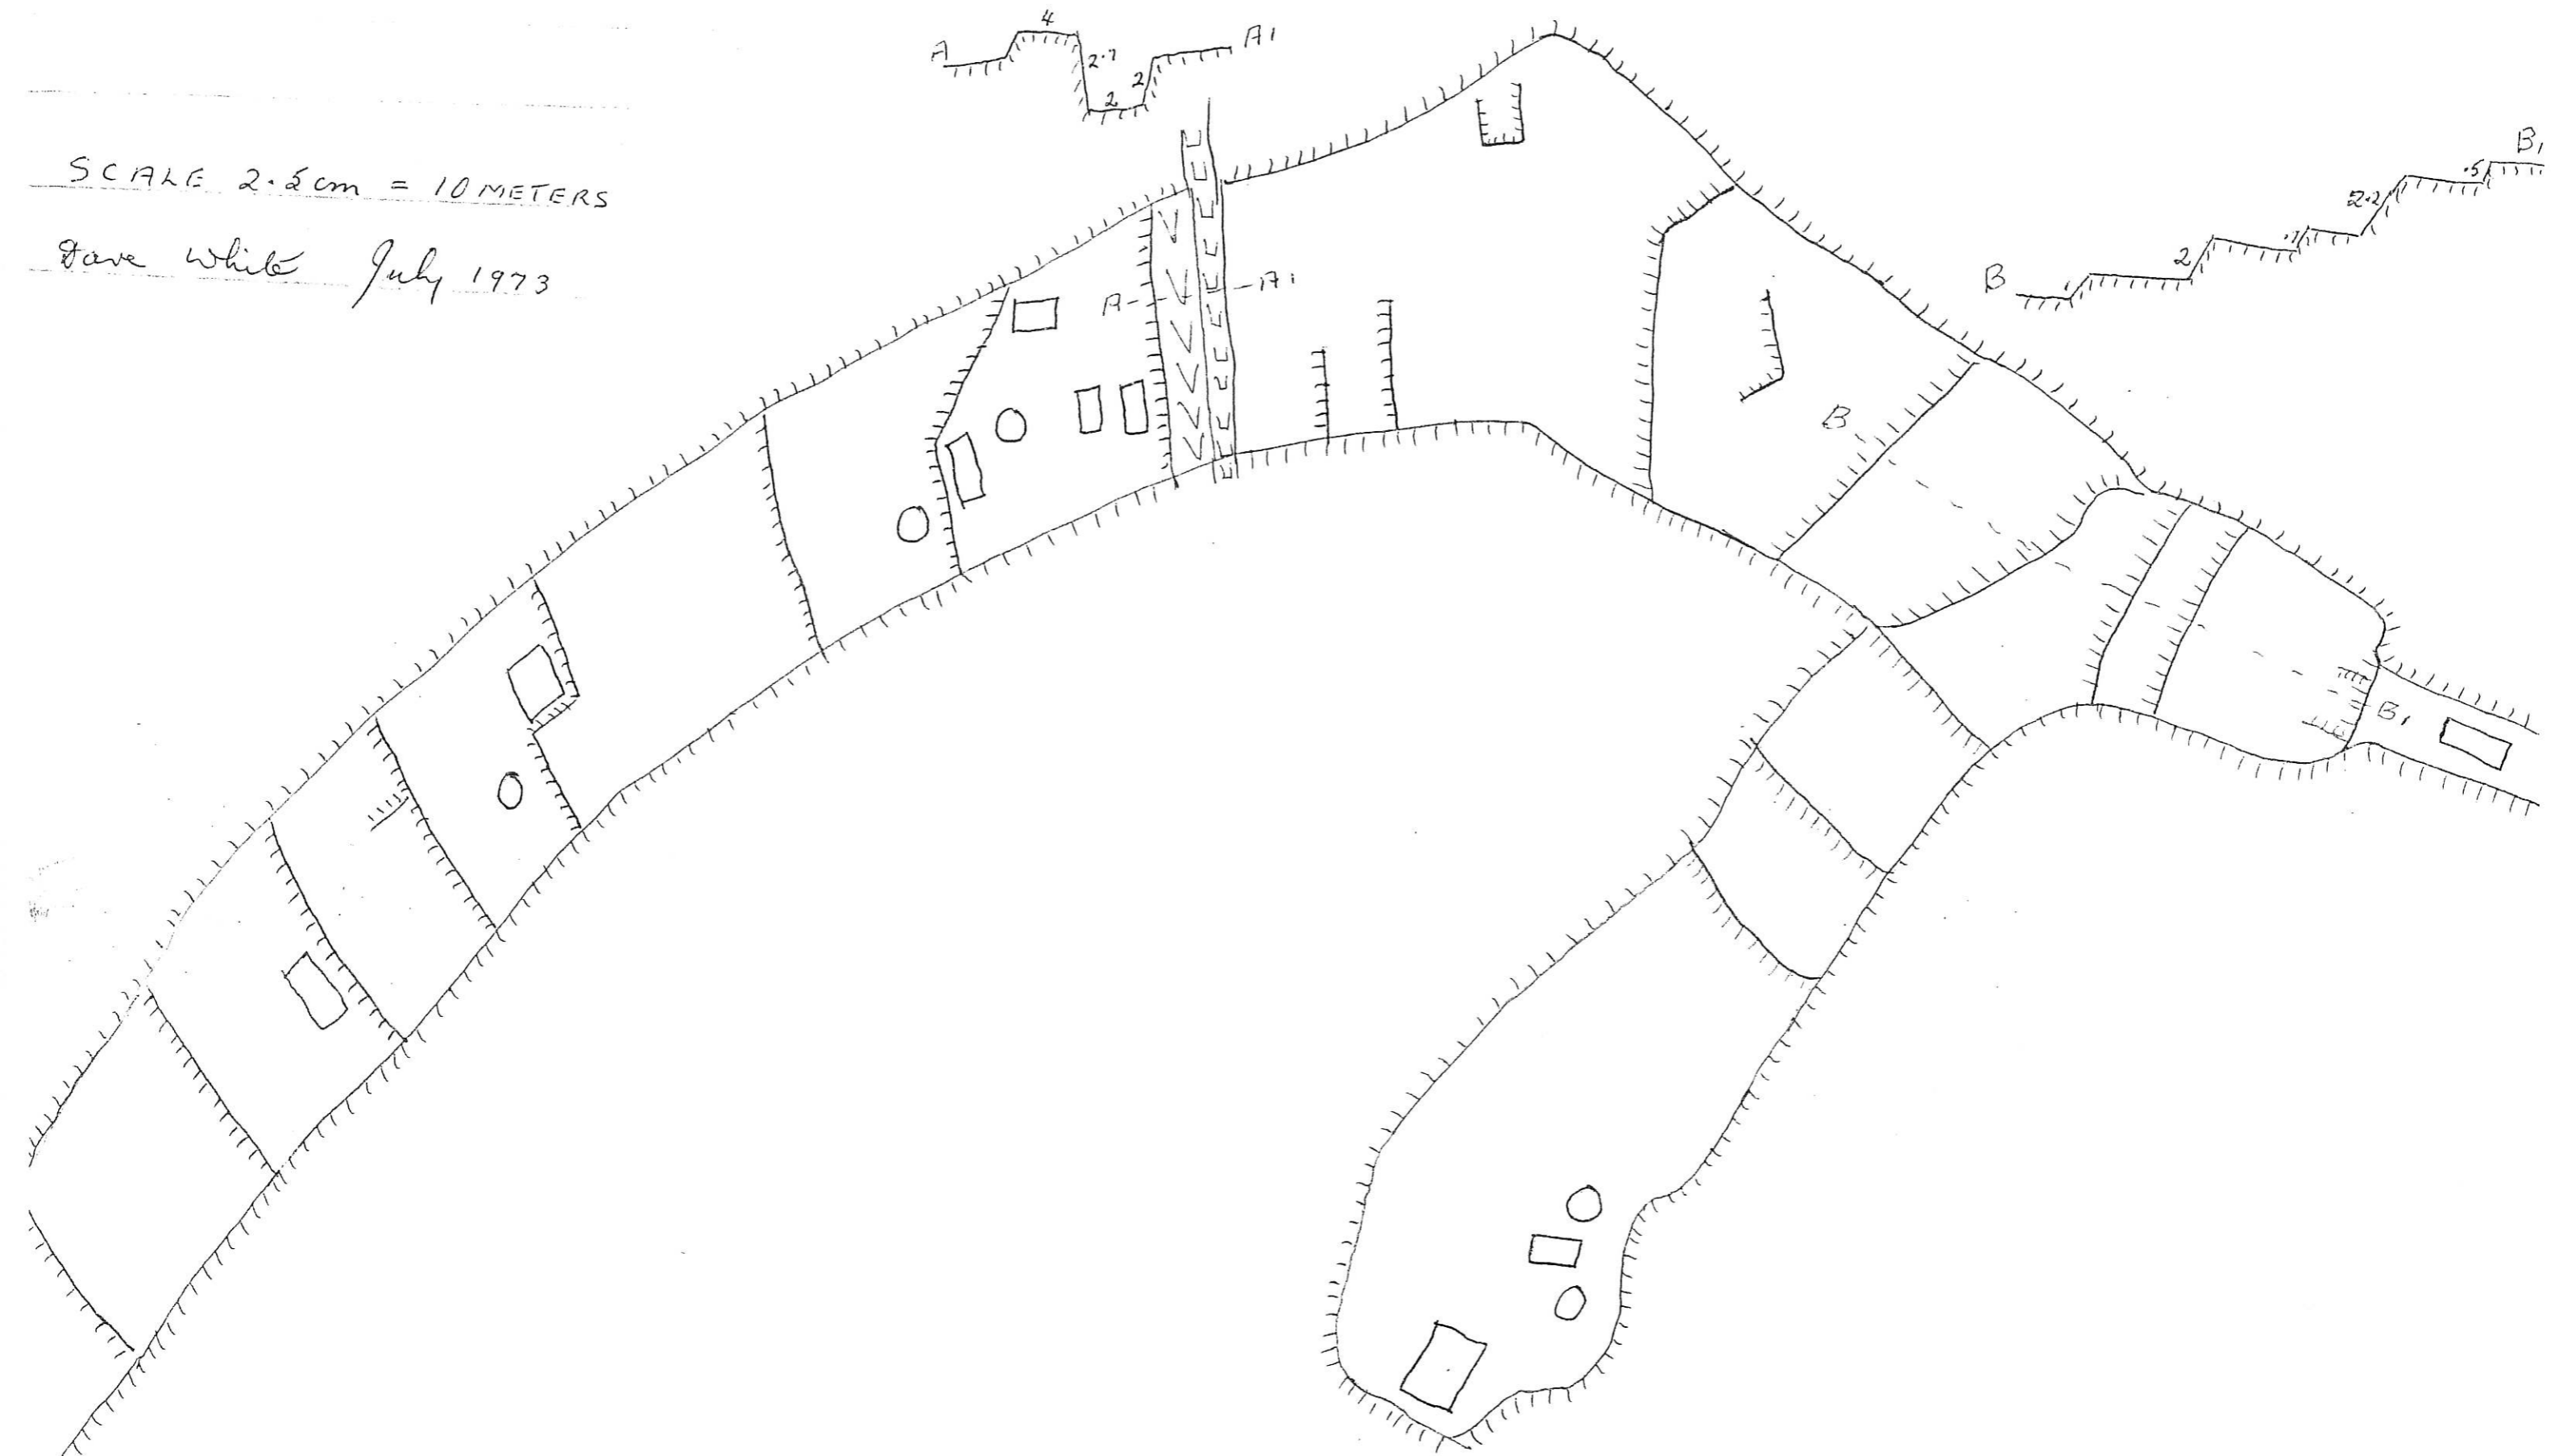 4
A
A1
2.7
2
2
B1
.5
2.2
.7
2
B
SCALE 2.5cm = 10 METERS
Dave White July 1973
A
A1
B
B1